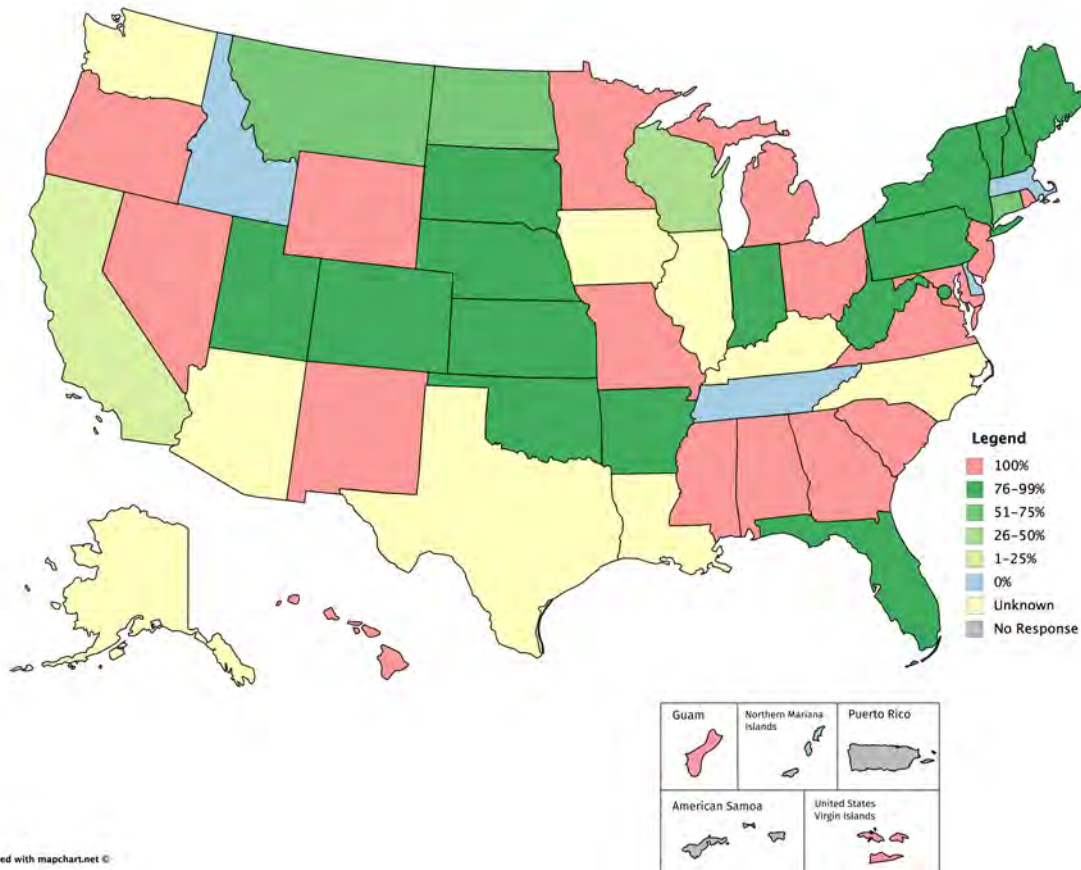 Legend
100%
76-99%
51-75%
26-50%
1-25%
0%
Unknown
No Response
Guam
Northern Mariana
Islands
Puerto Rico
American Samoa
United States
Virgin Islands
ed with mapchart.net ©